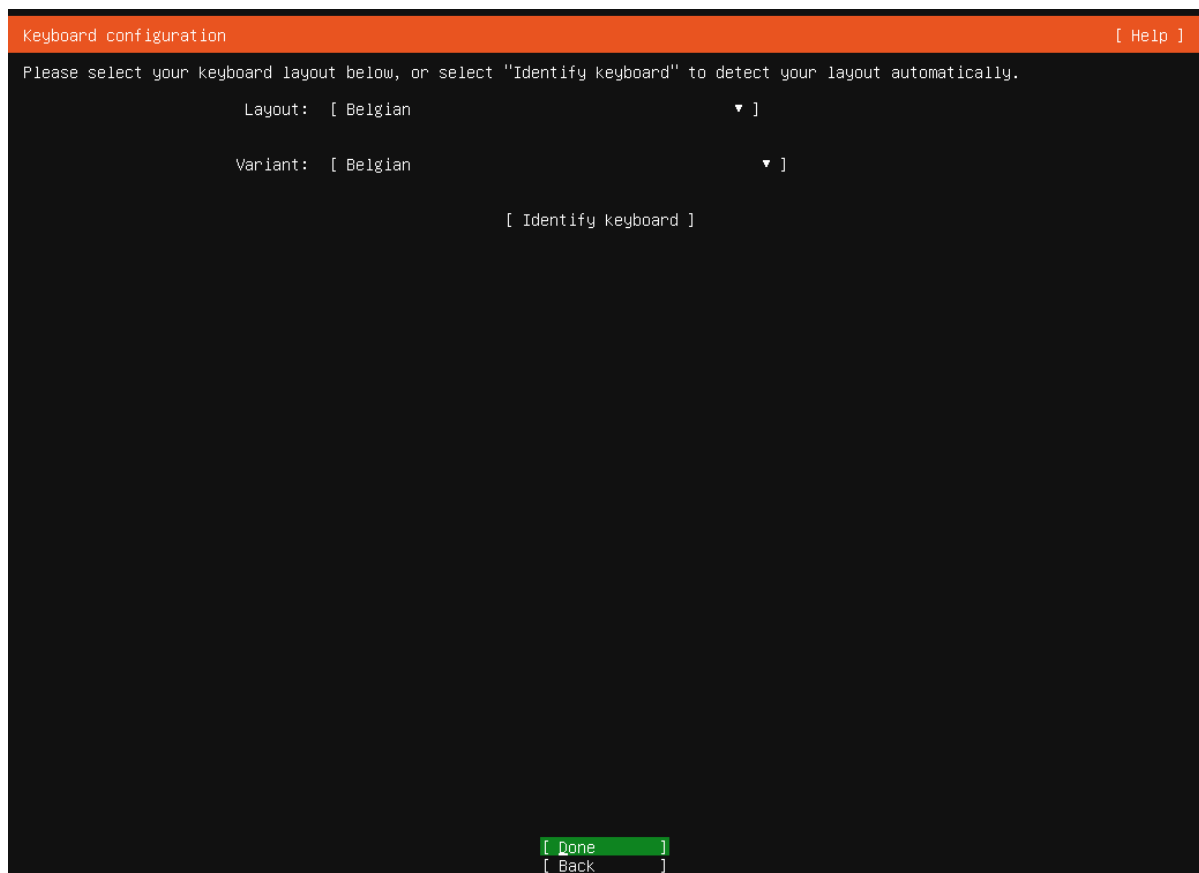 Keyboard configuration [ Help ]
Please select your keyboard layout below, or select "Identify keyboard" to detect your layout automatically.
Layout: [ Belgian ▾ ]
Variant: [ Belgian ▾ ]
[ Identify keyboard ]
[ Done ]
[ Back ]